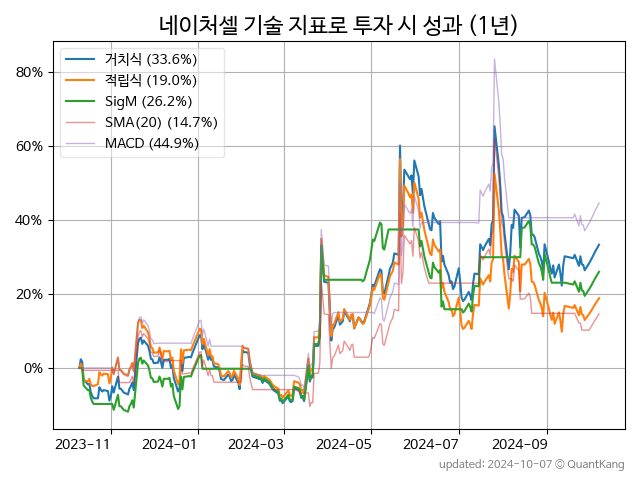 네이처셀 기술 지표로 투자 시 성과 (1년)
거치식 (33.6%)
적립식 (19.0%)
SigM (26.2%)
SMA(20) (14.7%)
MACD (44.9%)
80%
60%
40%
20%
0%
2023-11 2024-01 2024-03 2024-05 2024-07 2024-09
updated: 2024-10-07 © QuantKang